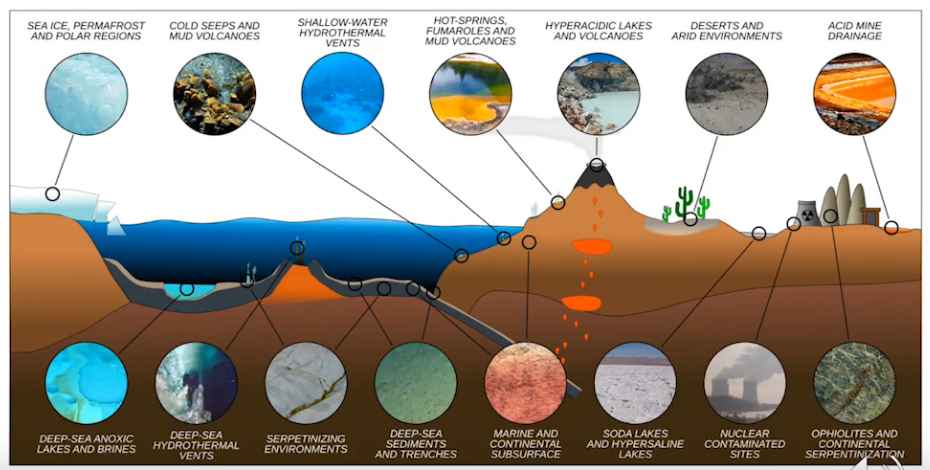 SEA ICE, PERMAFROST
AND POLAR REGIONS
COLD SEEPS AND
MUD VOLCANOES
SHALLOW-WATER
HYDROTHERMAL
VENTS
HOT-SPRINGS,
FUMAROLES AND
MUD VOLCANOES
HYPERACIDIC LAKES
AND VOLCANOES
DESERTS AND
ARID ENVIRONMENTS
ACID MINE
DRAINAGE
DEEP-SEA ANOXIC
LAKES AND BRINES
DEEP-SEA
HYDROTHERMAL
VENTS
SERPETINIZING
ENVIRONMENTS
DEEP-SEA
SEDIMENTS
AND TRENCHES
MARINE AND
CONTINENTAL
SUBSURFACE
SODA LAKES
AND HYPERSALINE
LAKES
NUCLEAR
CONTAMINATED
SITES
OPHIOLITES AND
CONTINENTAL
SERPENTINIZATION